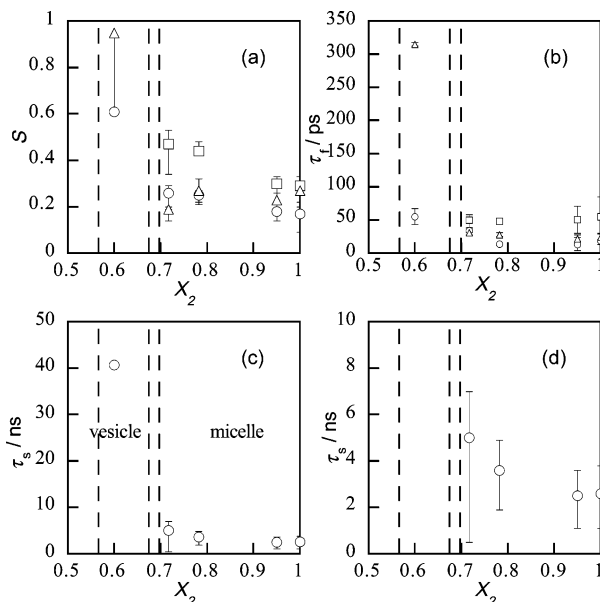 1
0.8
0.6
0.4
0.2
0
S
(a)
0.5 0.6 0.7 0.8 0.9 1
X₂
350
300
250
200
150
100
50
0
τf / ps
(b)
0.5 0.6 0.7 0.8 0.9 1
X₂
50
40
30
20
10
0
τs / ns
(c)
vesicle
micelle
0.5 0.6 0.7 0.8 0.9 1
X₂
10
8
6
4
2
0
τs / ns
(d)
0.5 0.6 0.7 0.8 0.9 1
X₂